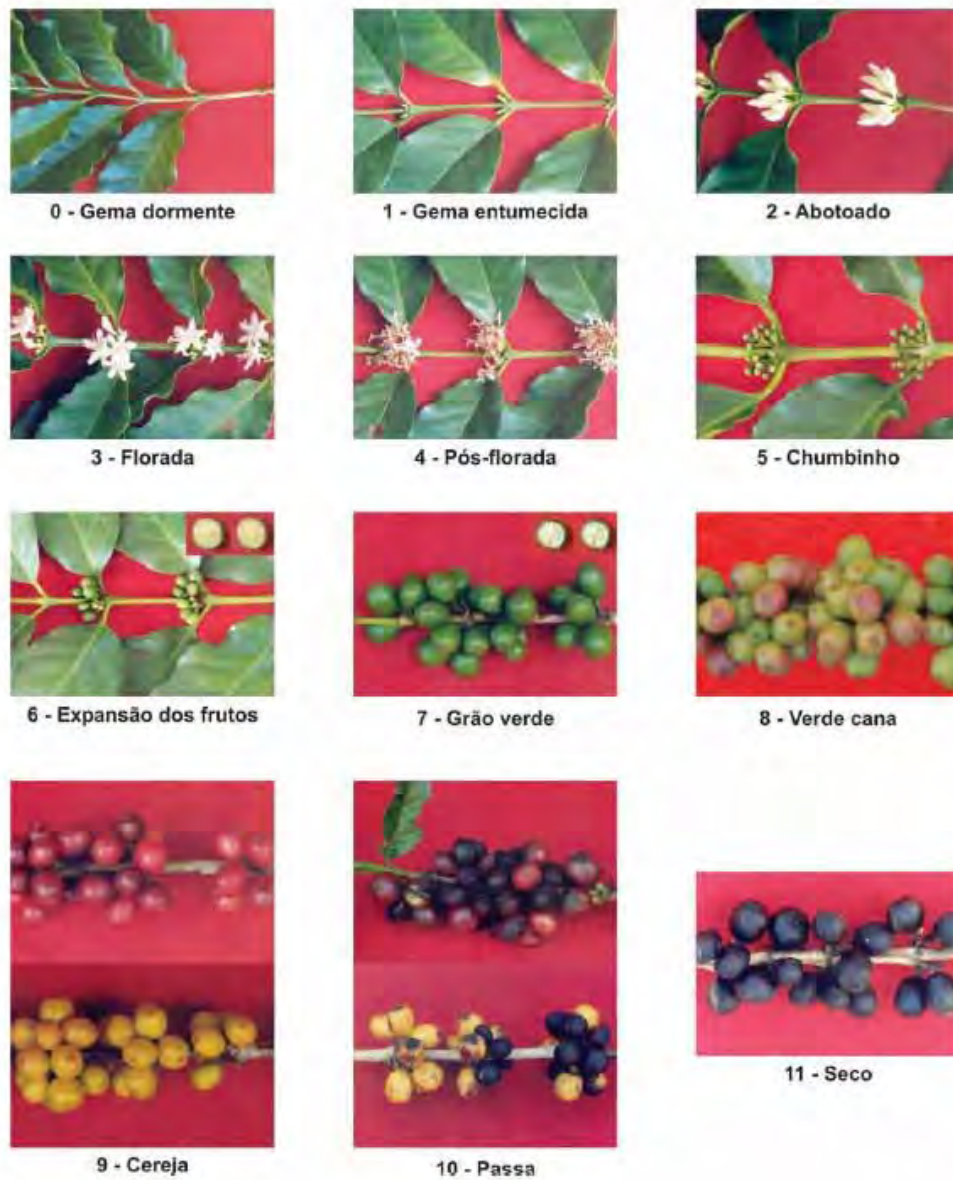 0 - Gema dormente
1 - Gema entumecida
2 - Abotoado
3 - Florada
4 - Pós-florada
5 - Chumbinho
6 - Expansão dos frutos
7 - Grão verde
8 - Verde cana
9 - Cereja
10 - Passa
11 - Seco